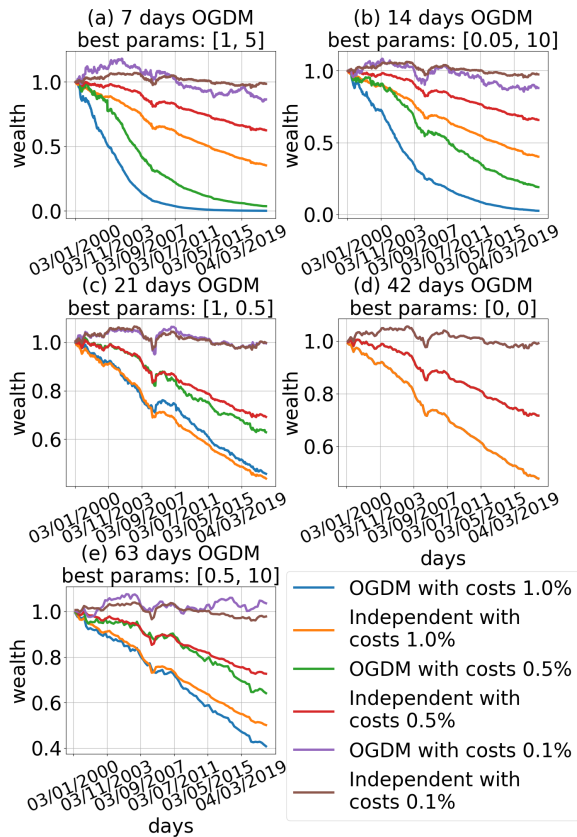 (a) 7 days OGDM
best params: [1, 5]
(b) 14 days OGDM
best params: [0.05, 10]
wealth
1.0
0.5
0.0
03/01/2000
03/11/2003
03/09/2007
03/07/2011
03/05/2015
04/03/2019
wealth
1.0
0.5
0.0
03/01/2000
03/11/2003
03/09/2007
03/07/2011
03/05/2015
04/03/2019
(c) 21 days OGDM
best params: [1, 0.5]
(d) 42 days OGDM
best params: [0, 0]
wealth
1.0
0.8
0.6
03/01/2000
03/11/2003
03/09/2007
03/07/2011
03/05/2015
04/03/2019
wealth
1.0
0.8
0.6
03/01/2000
03/11/2003
03/09/2007
03/07/2011
03/05/2015
04/03/2019
days
(e) 63 days OGDM
best params: [0.5, 10]
wealth
1.0
0.8
0.6
0.4
03/01/2000
03/11/2003
03/09/2007
03/07/2011
03/05/2015
04/03/2019
days
OGDM with costs 1.0%
Independent with
costs 1.0%
OGDM with costs 0.5%
Independent with
costs 0.5%
OGDM with costs 0.1%
Independent with
costs 0.1%